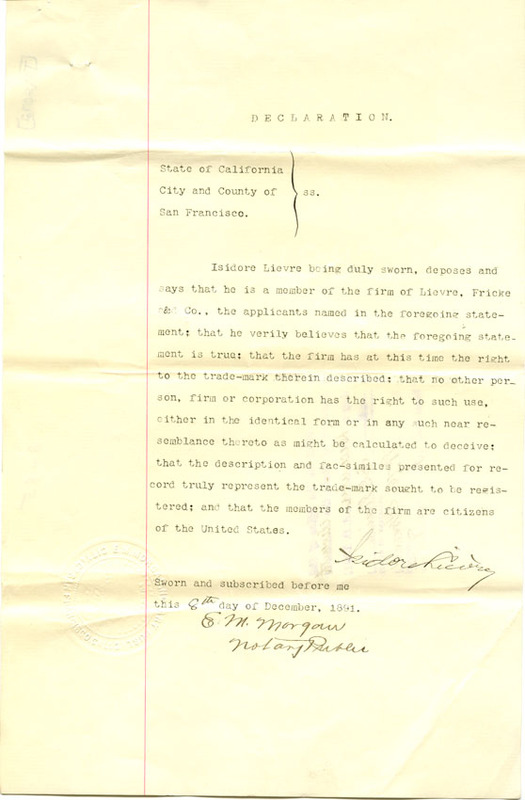 DECLARATION.
State of California
City and County of ss.
San Francisco.
Isidore Lievre being duly sworn, deposes and
says that he is a member of the firm of Lievre, Fricke
and Co., the applicants named in the foregoing state-
ment; that he verily believes that the foregoing state-
ment is true; that the firm has at this time the right
to the trade-mark therein described; that no other per-
son, firm or corporation has the right to such use,
either in the identical form or in any such near re-
semblance thereto as might be calculated to deceive;
that the description and fac-similes presented for re-
cord truly represent the trade-mark sought to be regis-
tered; and that the members of the firm are citizens
of the United States.
Isidore Lievre
Sworn and subscribed before me
this 8th day of December, 1891.
E. M. Morgan
Notary Public